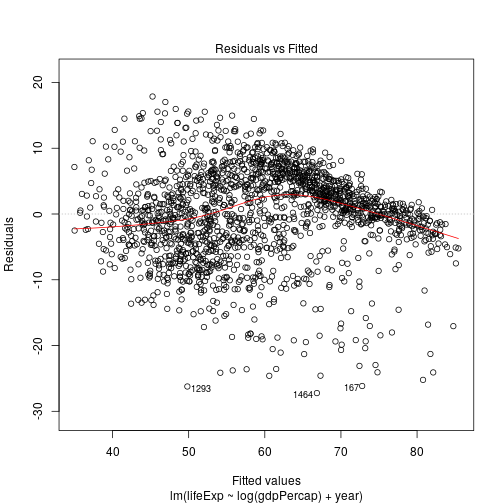 Residuals vs Fitted
Residuals
20
10
0
-10
-20
-30
1293
1464
167
40 50 60 70 80
Fitted values
lm(lifeExp ~ log(gdpPercap) + year)